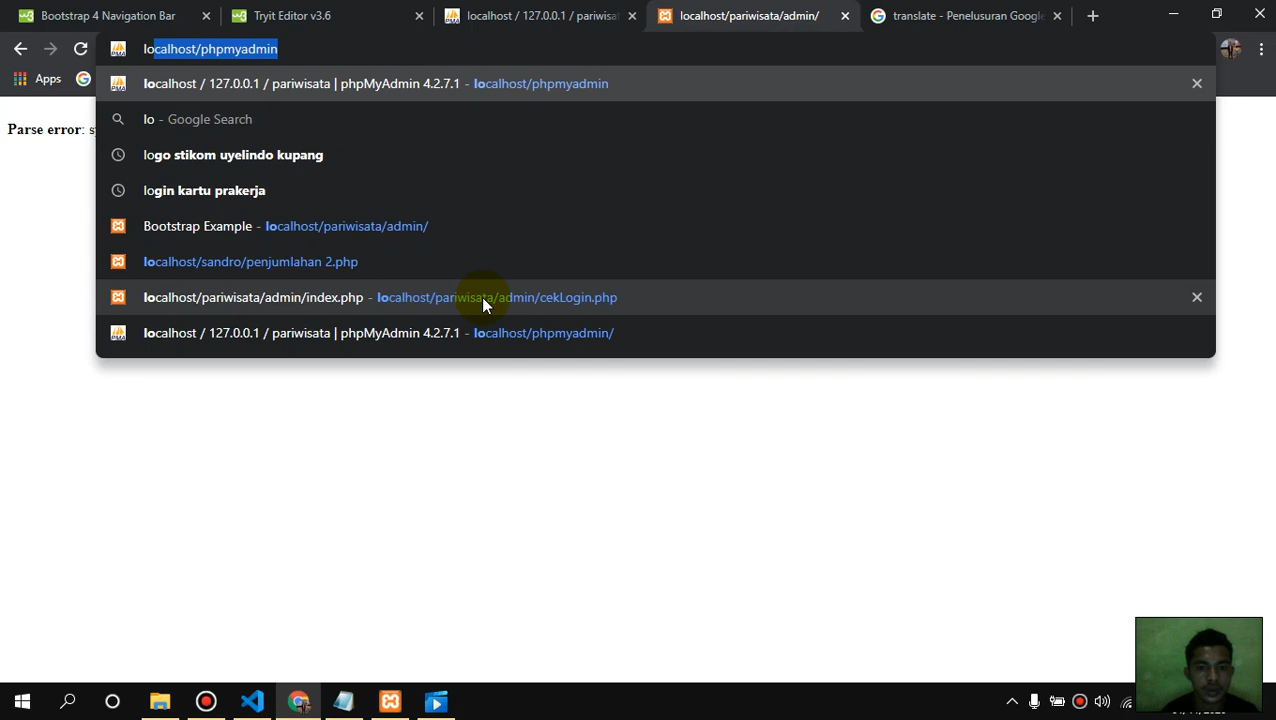 Bootstrap 4 Navigation Bar
Tryit Editor v3.6
localhost / 127.0.0.1 / pariwisat
localhost/pariwisata/admin/
translate - Penelusuran Google
localhost/phpmyadmin
Apps
localhost / 127.0.0.1 / pariwisata | phpMyAdmin 4.2.7.1 - localhost/phpmyadmin
lo - Google Search
Parse error:
logo stikom uyelindo kupang
login kartu prakerja
Bootstrap Example - localhost/pariwisata/admin/
localhost/sandro/penjumlahan 2.php
localhost/pariwisata/admin/index.php - localhost/pariwisata/admin/cekLogin.php
localhost / 127.0.0.1 / pariwisata | phpMyAdmin 4.2.7.1 - localhost/phpmyadmin/